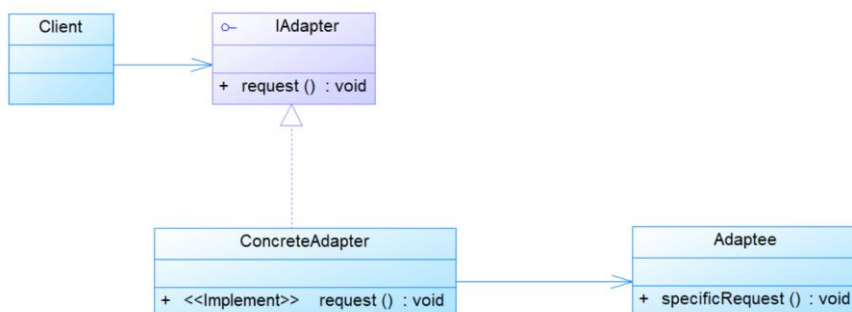 Client
IAdapter
+ request () : void
ConcreteAdapter
+ <<Implement>> request () : void
Adaptee
+ specificRequest () : void